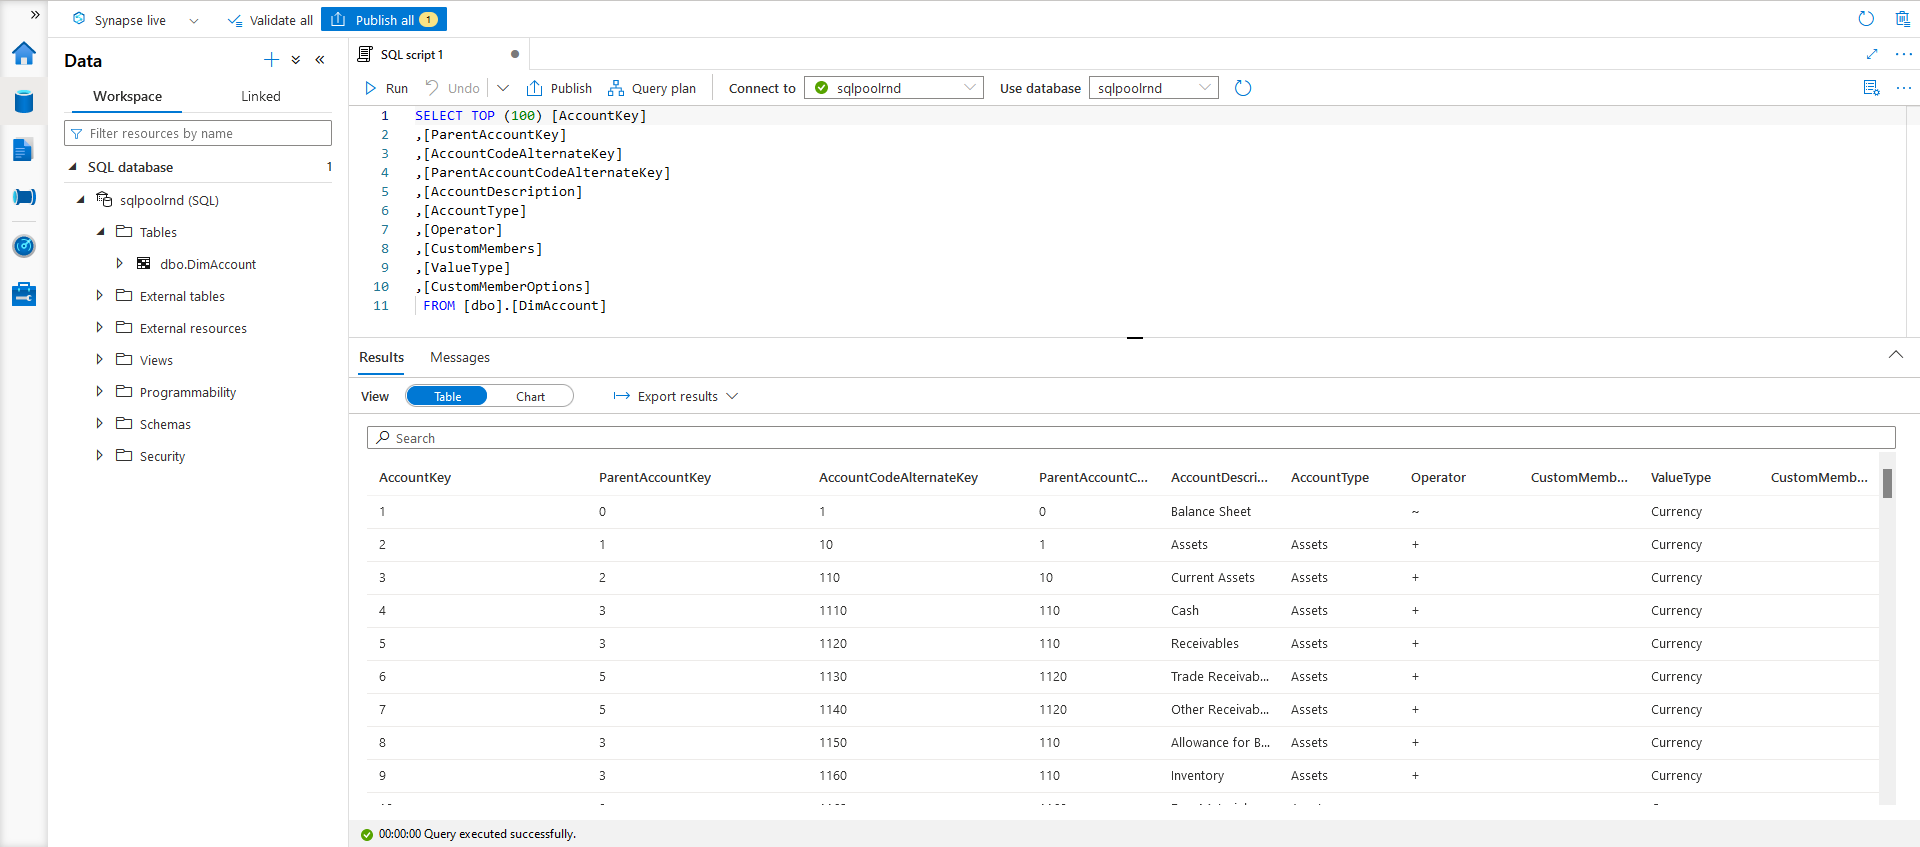 Synapse live Validate all Publish all 1
Data
Workspace Linked
Filter resources by name
SQL database 1
sqlpoolrnd (SQL)
Tables
dbo.DimAccount
External tables
External resources
Views
Programmability
Schemas
Security
SQL script 1
Run Undo Publish Query plan Connect to sqlpoolrnd Use database sqlpoolrnd
1 SELECT TOP (100) [AccountKey]
2 ,[ParentAccountKey]
3 ,[AccountCodeAlternateKey]
4 ,[ParentAccountCodeAlternateKey]
5 ,[AccountDescription]
6 ,[AccountType]
7 ,[Operator]
8 ,[CustomMembers]
9 ,[ValueType]
10 ,[CustomMemberOptions]
11 FROM [dbo].[DimAccount]
Results Messages
View Table Chart Export results
Search
AccountKey ParentAccountKey AccountCodeAlternateKey ParentAccountC... AccountDescri... AccountType Operator CustomMemb... ValueType CustomMemb...
1 0 1 0 Balance Sheet ~ Currency
2 1 10 1 Assets Assets + Currency
3 2 110 10 Current Assets Assets + Currency
4 3 1110 110 Cash Assets + Currency
5 3 1120 110 Receivables Assets + Currency
6 5 1130 1120 Trade Receivab... Assets + Currency
7 5 1140 1120 Other Receivab... Assets + Currency
8 3 1150 110 Allowance for B... Assets + Currency
9 3 1160 110 Inventory Assets + Currency
00:00:00 Query executed successfully.